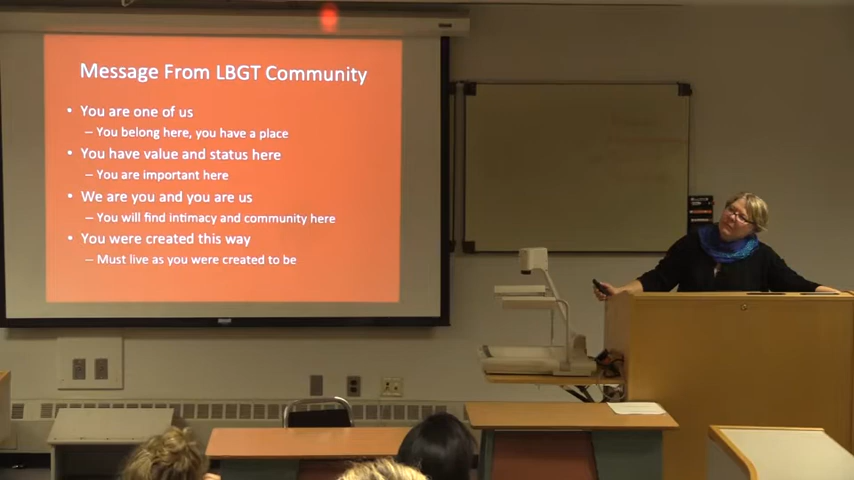 Message From LBGT Community
• You are one of us
– You belong here, you have a place
• You have value and status here
– You are important here
• We are you and you are us
– You will find intimacy and community here
• You were created this way
– Must live as you were created to be